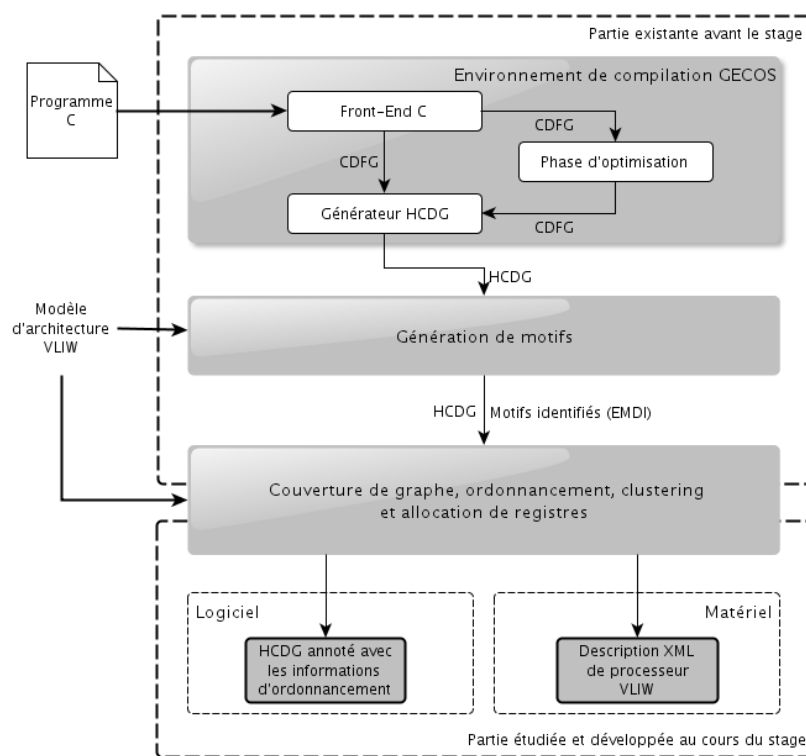 Partie existante avant le stage
Environnement de compilation GECOS
Programme
C
Front-End C
CDFG
CDFG
Phase d'optimisation
Générateur HCDG
CDFG
HCDG
Modèle
d'architecture
VLIW
Génération de motifs
HCDG
Motifs identifiés (EMDI)
Couverture de graphe, ordonnancement, clustering
et allocation de registres
Logiciel
Matériel
HCDG annoté avec
les informations
d'ordonnancement
Description XML
de processeur
VLIW
Partie étudiée et développée au cours du stage